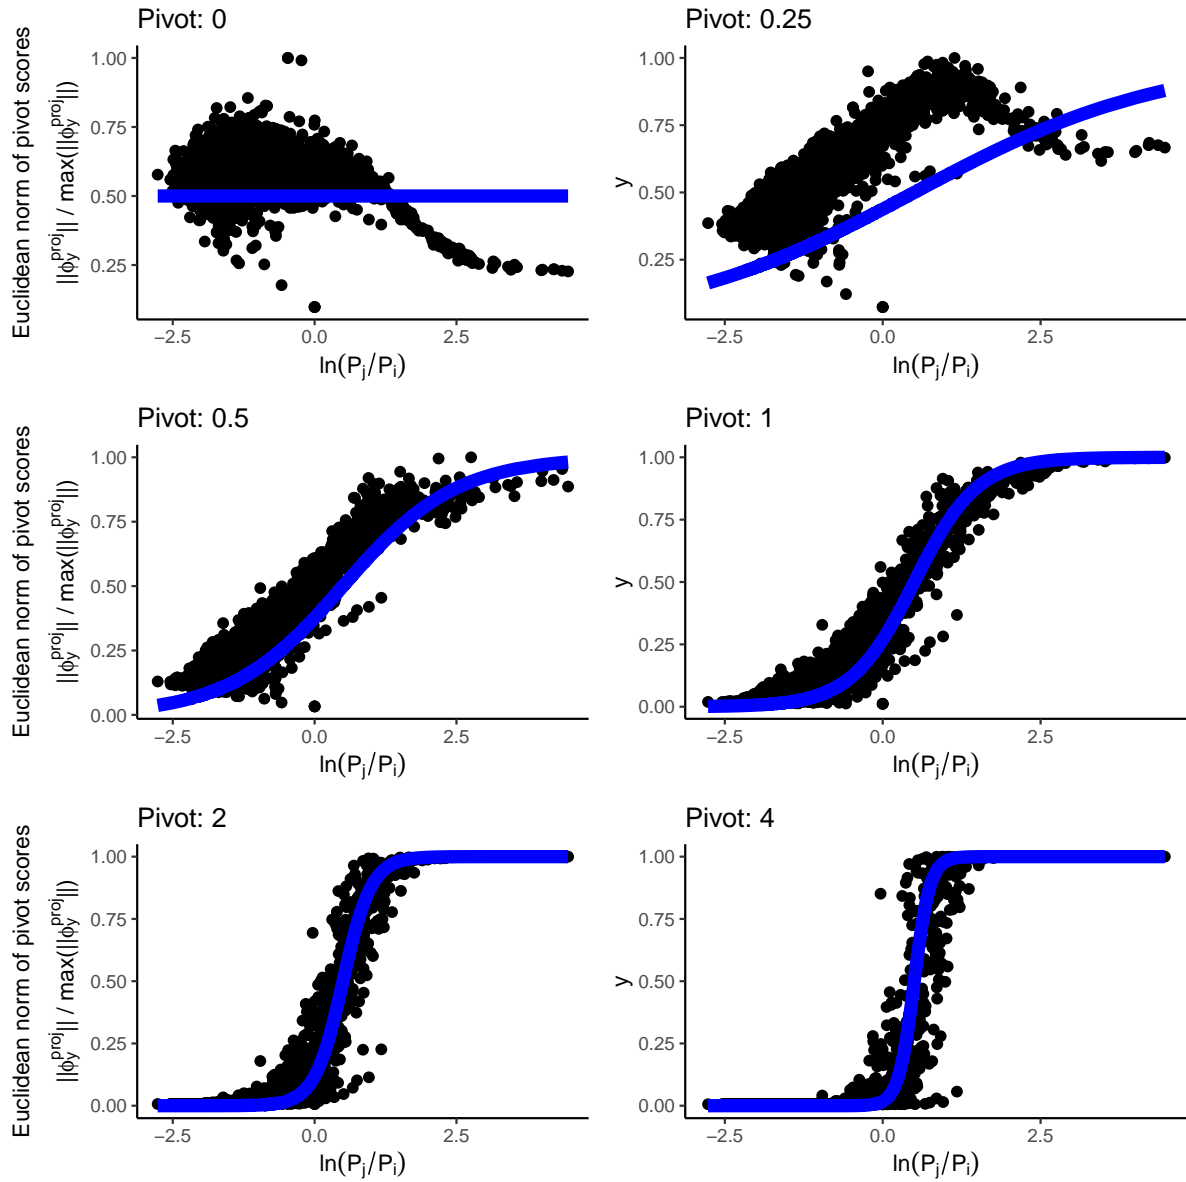 Pivot: 0
Euclidean norm of pivot scores
||ϕ_y^proj|| / max(||ϕ_y^proj||)
1.00
0.75
0.50
0.25
−2.5 0.0 2.5
ln(P_j/P_i)
Pivot: 0.25
y
1.00
0.75
0.50
0.25
−2.5 0.0 2.5
ln(P_j/P_i)
Pivot: 0.5
Euclidean norm of pivot scores
||ϕ_y^proj|| / max(||ϕ_y^proj||)
1.00
0.75
0.50
0.25
0.00
−2.5 0.0 2.5
ln(P_j/P_i)
Pivot: 1
y
1.00
0.75
0.50
0.25
0.00
−2.5 0.0 2.5
ln(P_j/P_i)
Pivot: 2
Euclidean norm of pivot scores
||ϕ_y^proj|| / max(||ϕ_y^proj||)
1.00
0.75
0.50
0.25
0.00
−2.5 0.0 2.5
ln(P_j/P_i)
Pivot: 4
y
1.00
0.75
0.50
0.25
0.00
−2.5 0.0 2.5
ln(P_j/P_i)